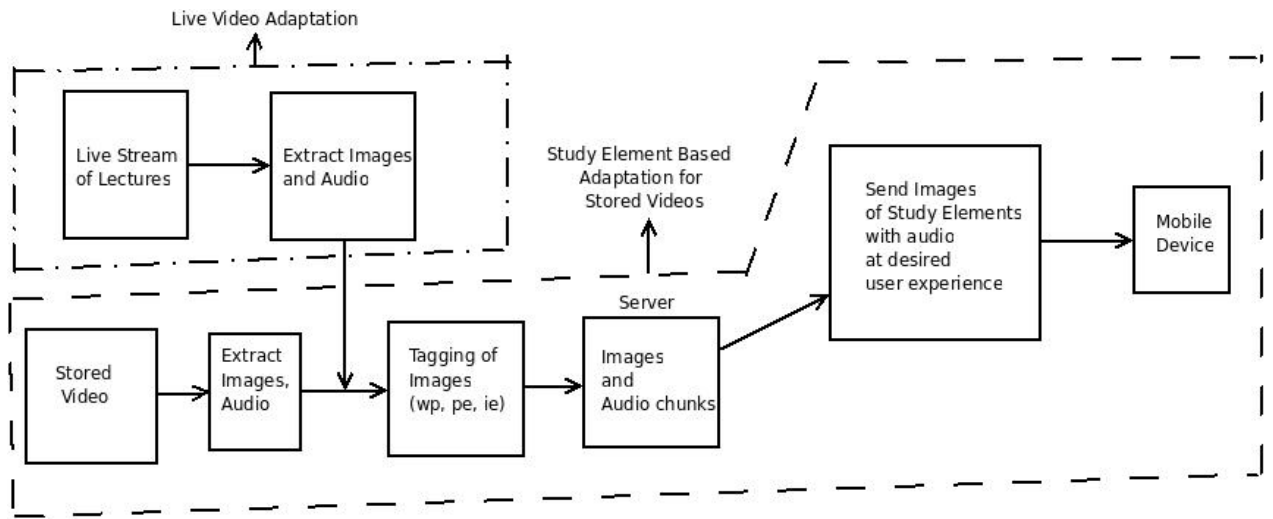 Live Video Adaptation
Live Stream
of Lectures
Extract Images
and Audio
Study Element Based
Adaptation for
Stored Videos
Send Images
of Study Elements
with audio
at desired
user experience
Mobile
Device
Stored
Video
Extract
Images,
Audio
Tagging of
Images
(wp, pe, ie)
Server
Images
and
Audio chunks